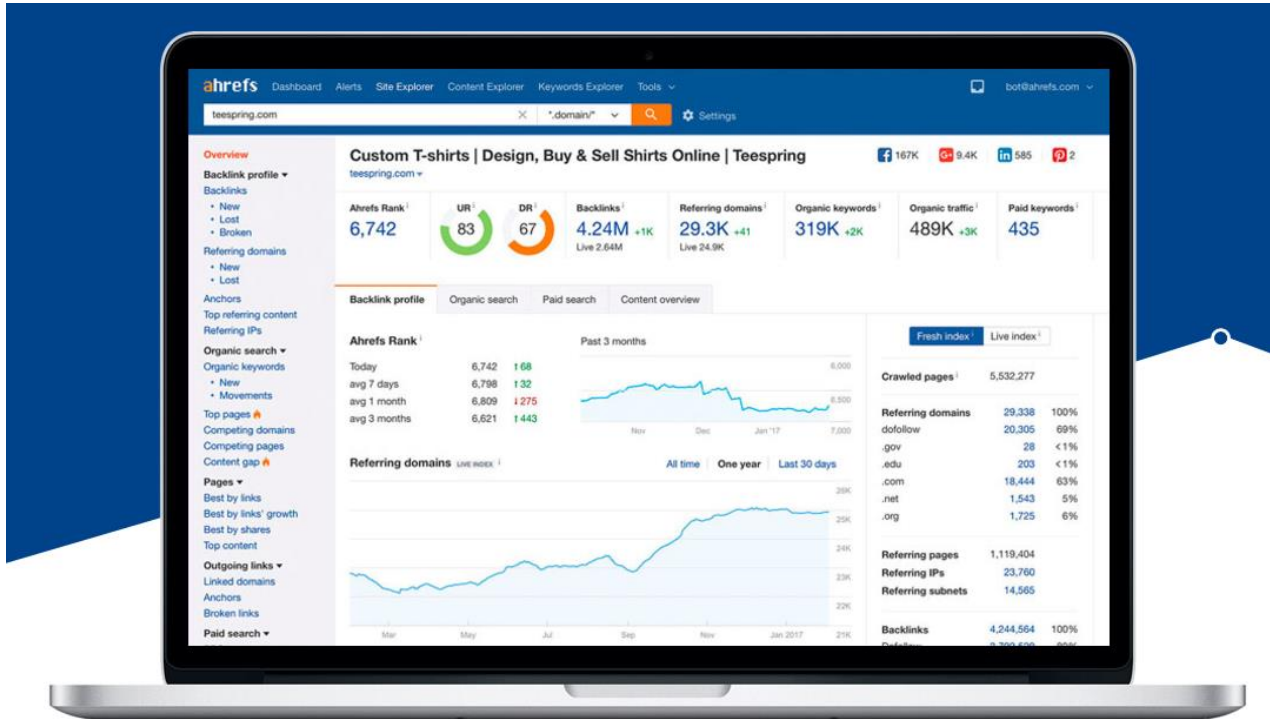 ahrefs Dashboard Alerts Site Explorer Content Explorer Keywords Explorer Tools bot@ahrefs.com
teespring.com *.domain/* Settings
Overview
Backlink profile
Backlinks
• New
• Lost
• Broken
Referring domains
• New
• Lost
Anchors
Top referring content
Referring IPs
Organic search
Organic keywords
• New
• Movements
Top pages
Competing domains
Competing pages
Content gap
Pages
Best by links
Best by links' growth
Best by shares
Top content
Outgoing links
Linked domains
Anchors
Broken links
Paid search
Custom T-shirts | Design, Buy & Sell Shirts Online | Teespring
167K G+ 9.4K in 585 2
teespring.com
Ahrefs Rank UR DR Backlinks Referring domains Organic keywords Organic traffic Paid keywords
6,742 83 67 4.24M +1K 29.3K +41 319K +2K 489K +3K 435
Live 2.64M Live 24.9K
Backlink profile Organic search Paid search Content overview
Ahrefs Rank
Today 6,742 ↑68
avg 7 days 6,798 ↑32
avg 1 month 6,809 ↓275
avg 3 months 6,621 ↑443
Past 3 months
6,000
6,500
7,000
Nov Dec Jan '17
Referring domains LIVE INDEX All time One year Last 30 days
26K
25K
24K
23K
22K
21K
Mar May Jul Sep Nov Jan 2017
Fresh index Live index
Crawled pages 5,532,277
Referring domains 29,338 100%
dofollow 20,305 69%
.gov 28 <1%
.edu 203 <1%
.com 18,444 63%
.net 1,543 5%
.org 1,725 6%
Referring pages 1,119,404
Referring IPs 23,760
Referring subnets 14,565
Backlinks 4,244,564 100%